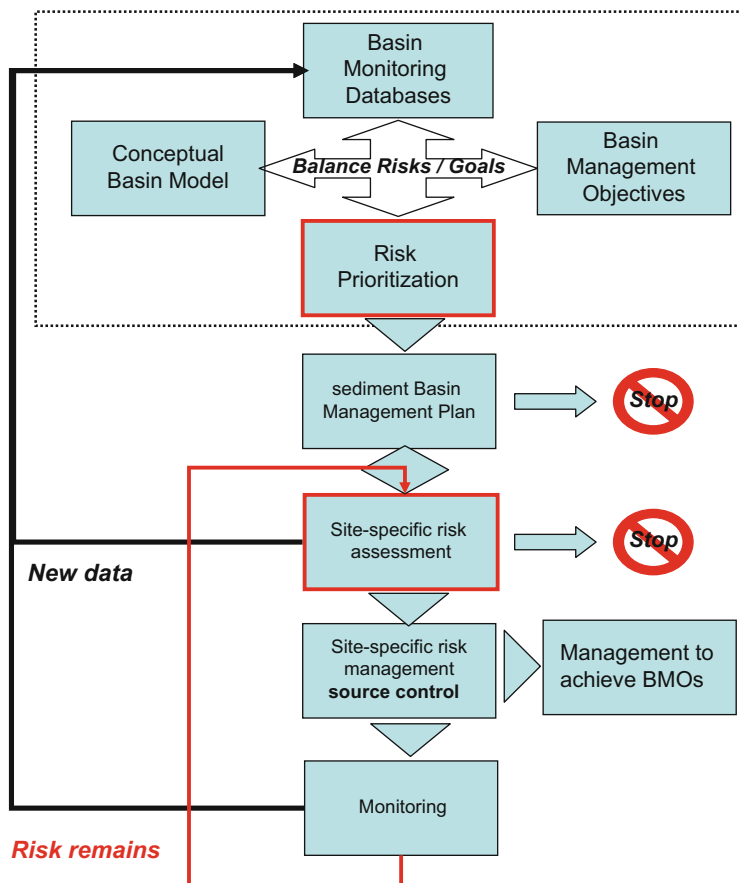 Basin
Monitoring
Databases
Conceptual
Basin Model
Balance Risks / Goals
Basin
Management
Objectives
Risk
Prioritization
sediment Basin
Management Plan
Stop
Site-specific risk
assessment
Stop
New data
Site-specific risk
management
source control
Management to
achieve BMOs
Monitoring
Risk remains